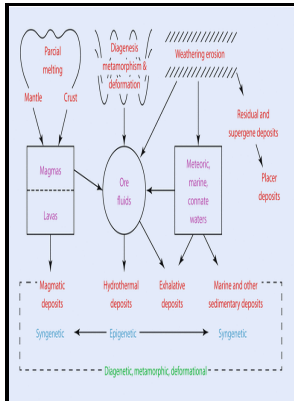 Parcial
melting
Mantle
Crust
Diagenesis
metamorphism &
deformation
Weathering erosion
Residual and
supergene deposits
Placer
deposits
Magmas
Lavas
Ore
fluids
Meteoric,
marine,
connate
waters
Magmatic
deposits
Hydrothermal
deposits
Exhalative
deposits
Marine and other
sedimentary deposits
Syngenetic
Epigenetic
Syngenetic
Diagenetic, metamorphic, deformational